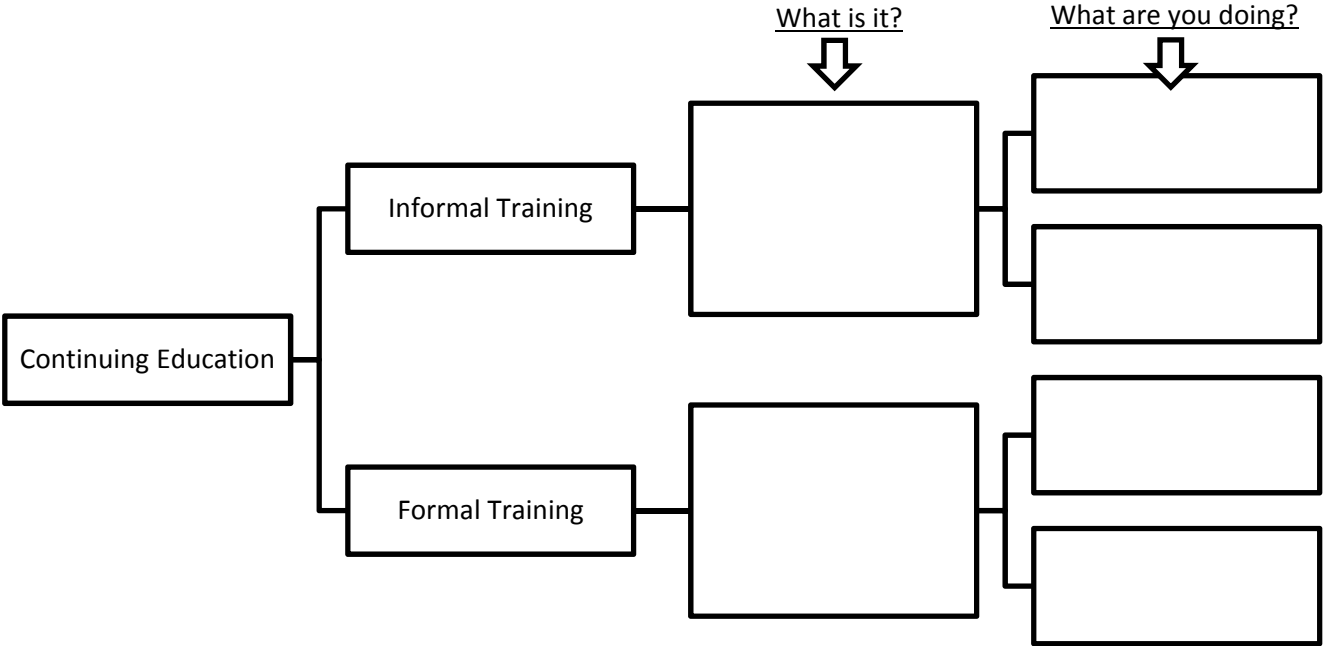 What is it?
What are you doing?
Informal Training
Continuing Education
Formal Training